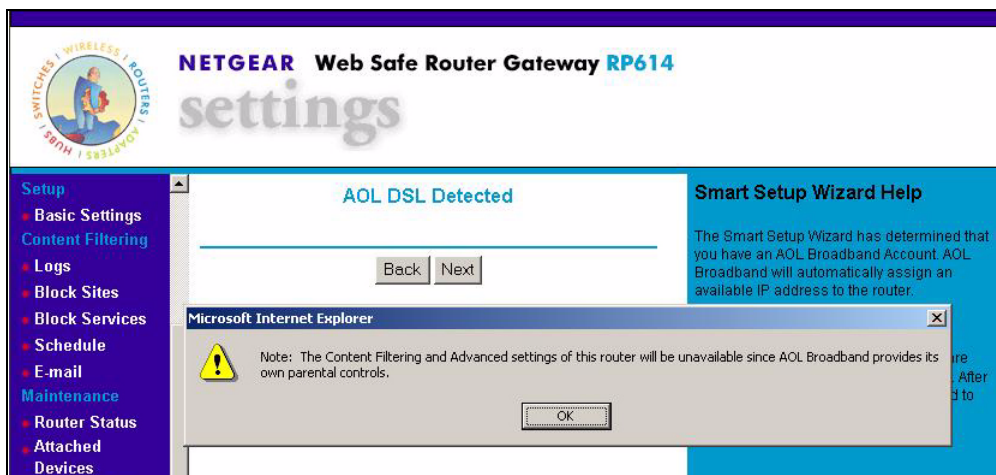 SWITCHES | WIRELESS | ROUTERS | ADAPTERS | HUBS |
NETGEAR Web Safe Router Gateway RP614
settings
Setup
Basic Settings
Content Filtering
Logs
Block Sites
Block Services
Schedule
E-mail
Maintenance
Router Status
Attached
Devices
AOL DSL Detected
Back Next
Smart Setup Wizard Help
The Smart Setup Wizard has determined that
you have an AOL Broadband Account. AOL
Broadband will automatically assign an
available IP address to the router.
After
to
Microsoft Internet Explorer
Note: The Content Filtering and Advanced settings of this router will be unavailable since AOL Broadband provides its
own parental controls.
OK